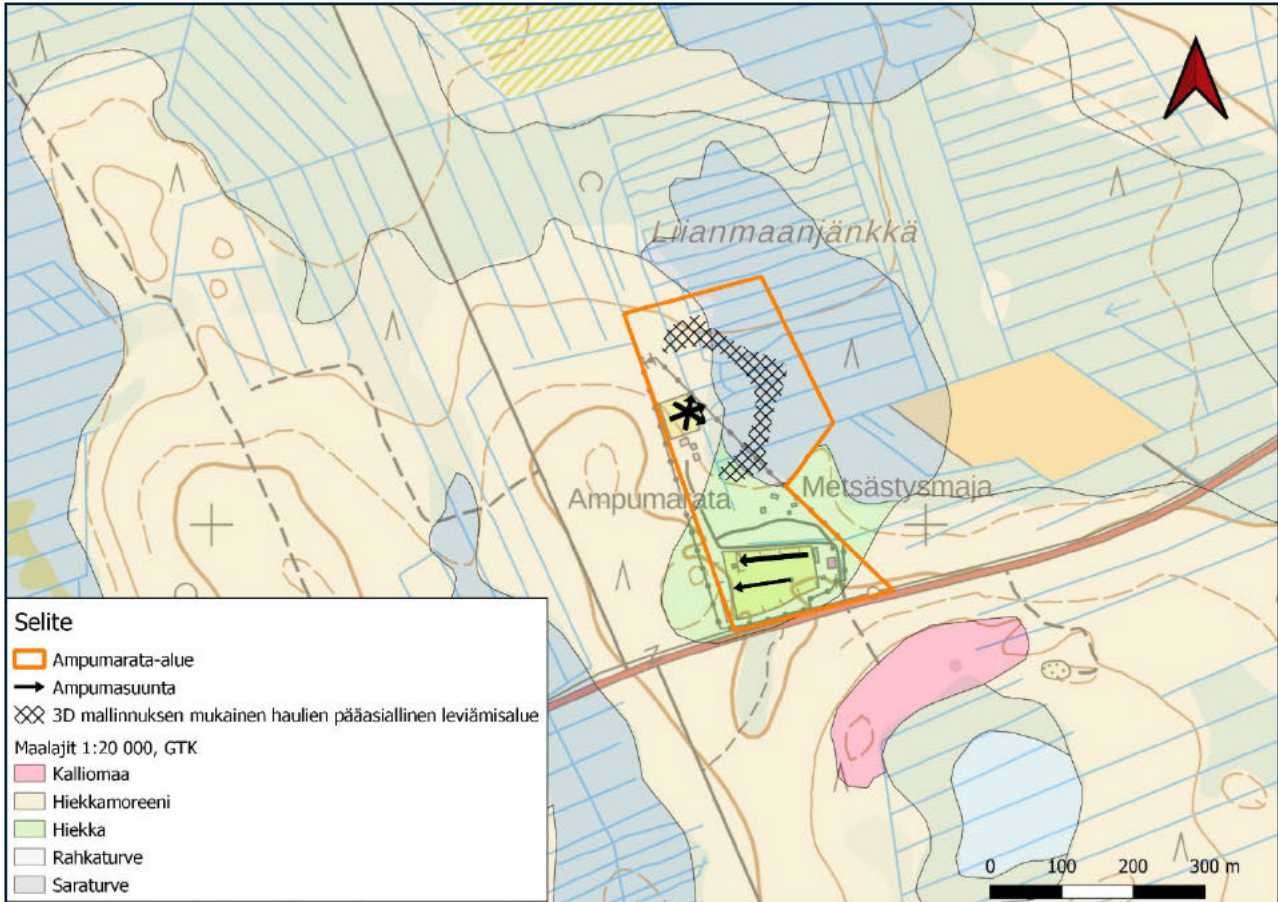 Liianmaanjänkkä
Ampumarata
Metsästysmaja
Selite
Ampumarata-alue
Ampumasuunta
3D mallinnuksen mukainen haulien pääasiallinen leviämisalue
Maalajit 1:20 000, GTK
Kalliomaa
Hiekkamoreeni
Hiekka
Rahkaturve
Saraturve
0 100 200 300 m